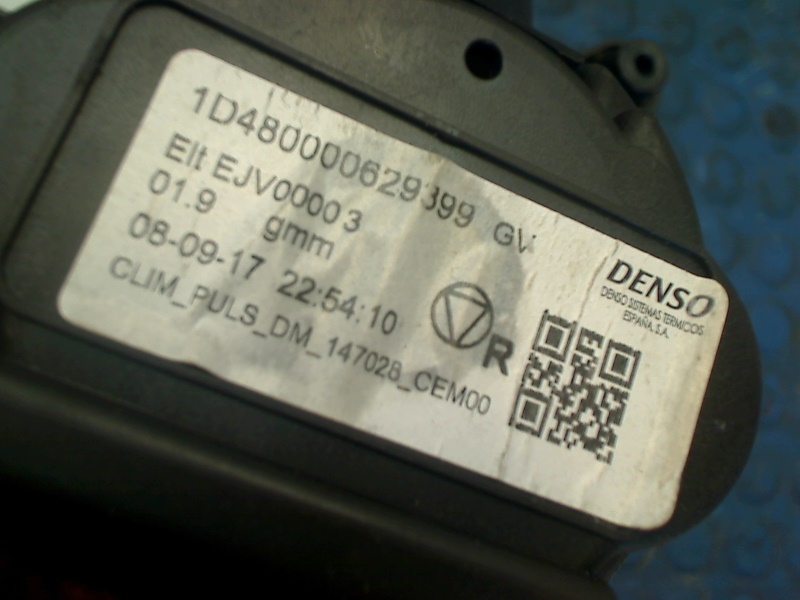 1D480000629399 GV
Elt EJV00003
01.9 gmm
08-09-17 22:54:10
CLIM_PULS_DM_147028_CEM00
R
DENSO
DENSO SISTEMAS TERMICOS
ESPAÑA, S.A.